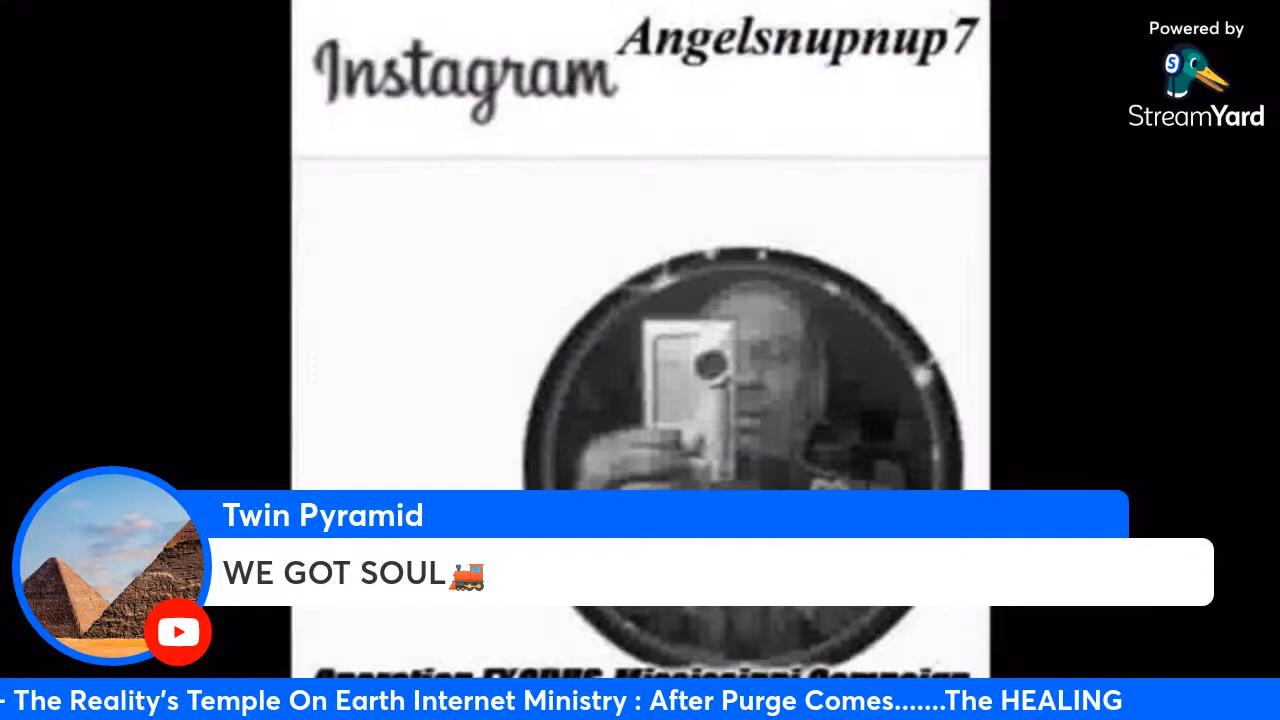 Angelsnupnup7
Instagram
Powered by
StreamYard
Twin Pyramid
WE GOT SOUL🚂
- The Reality's Temple On Earth Internet Ministry : After Purge Comes.......The HEALING